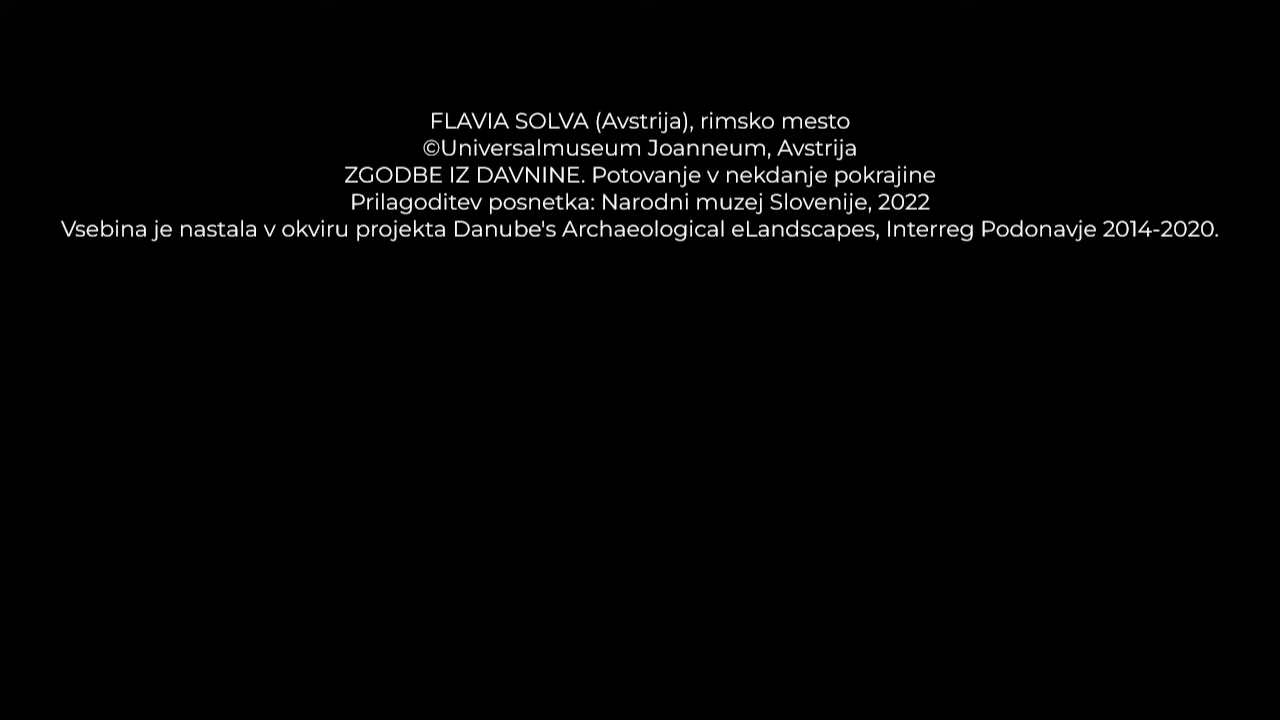 FLAVIA SOLVA (Avstrija), rimsko mesto
©Universalmuseum Joanneum, Avstrija
ZGODBE IZ DAVNINE. Potovanje v nekdanje pokrajine
Prilagoditev posnetka: Narodni muzej Slovenije, 2022
Vsebina je nastala v okviru projekta Danube's Archaeological eLandscapes, Interreg Podonavje 2014-2020.